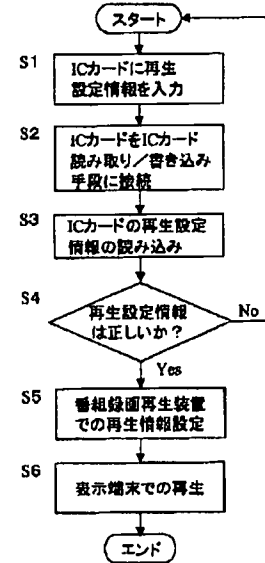 スタート
S1
ICカードに再生
設定情報を入力
S2
ICカードをICカード
読み取り／書き込み
手段に接続
S3
ICカードの再生設定
情報の読み込み
S4
再生設定情報
は正しいか？
No
Yes
S5
番組録画再生装置
での再生情報設定
S6
表示端末での再生
エンド